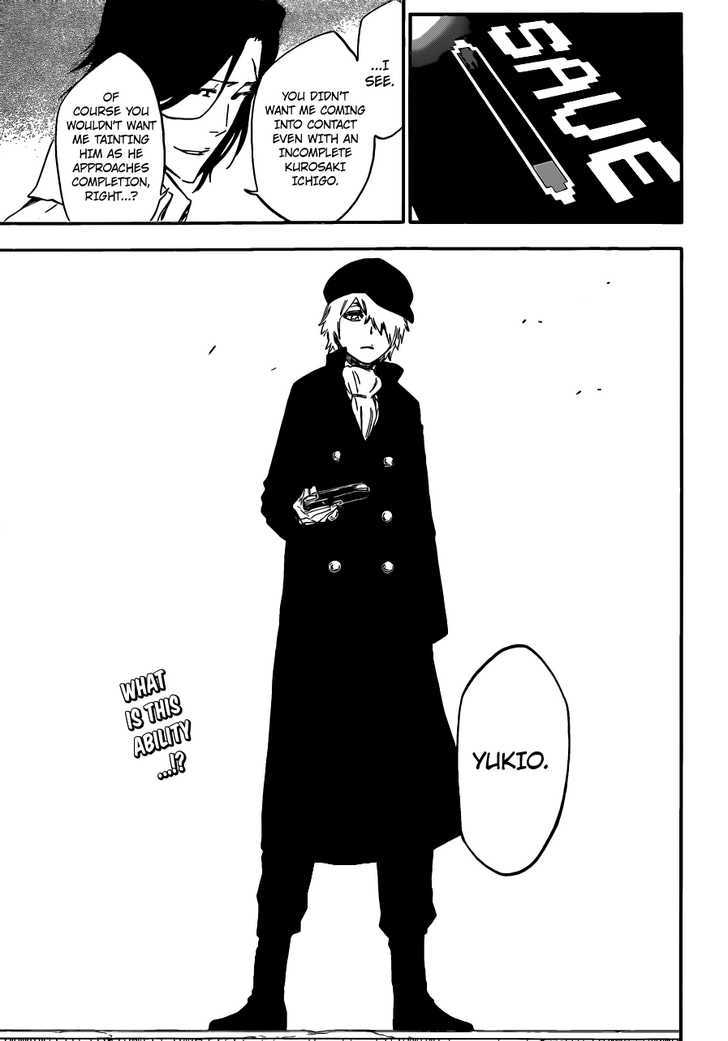 SAVE
...I
SEE.
YOU DIDN'T
WANT ME COMING
INTO CONTACT
EVEN WITH AN
INCOMPLETE
KUROSAKI
ICHIGO.
OF
COURSE YOU
WOULDN'T WANT
ME TAINTING
HIM AS HE
APPROACHES
COMPLETION,
RIGHT...?
YUKIO.
WHAT
IS THIS
ABILITY
...!?